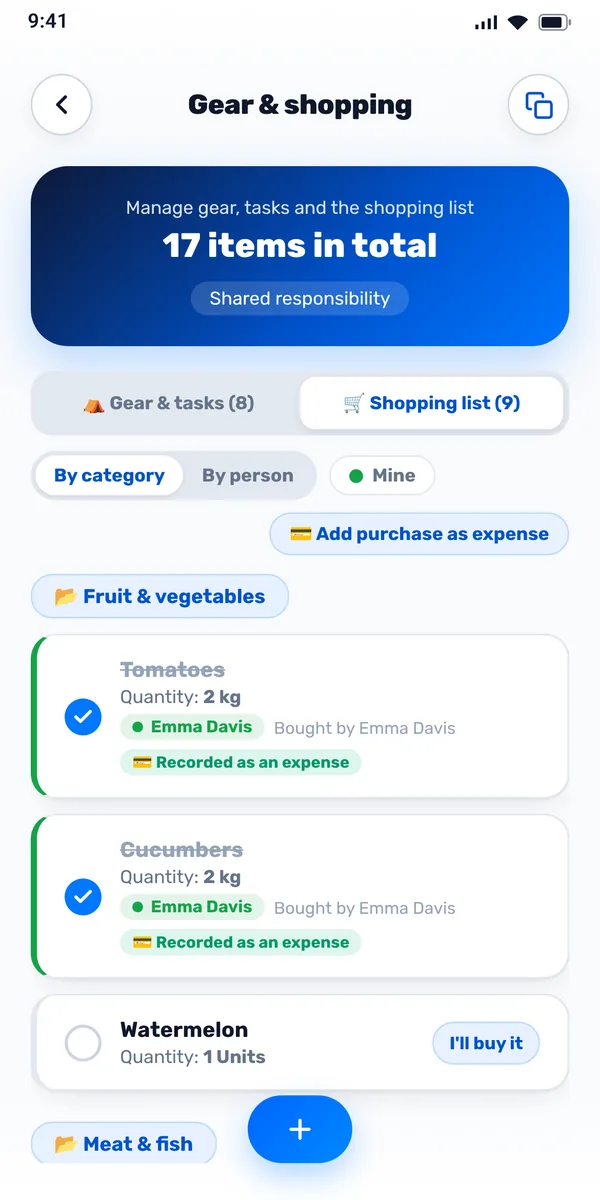 9:41
Gear & shopping
Manage gear, tasks and the shopping list
17 items in total
Shared responsibility
⛺ Gear & tasks (8)
🛒 Shopping list (9)
By category
By person
Mine
💳 Add purchase as expense
📂 Fruit & vegetables
Tomatoes
Quantity: 2 kg
Emma Davis Bought by Emma Davis
💳 Recorded as an expense
Cucumbers
Quantity: 2 kg
Emma Davis Bought by Emma Davis
💳 Recorded as an expense
Watermelon
Quantity: 1 Units
I'll buy it
📂 Meat & fish
+